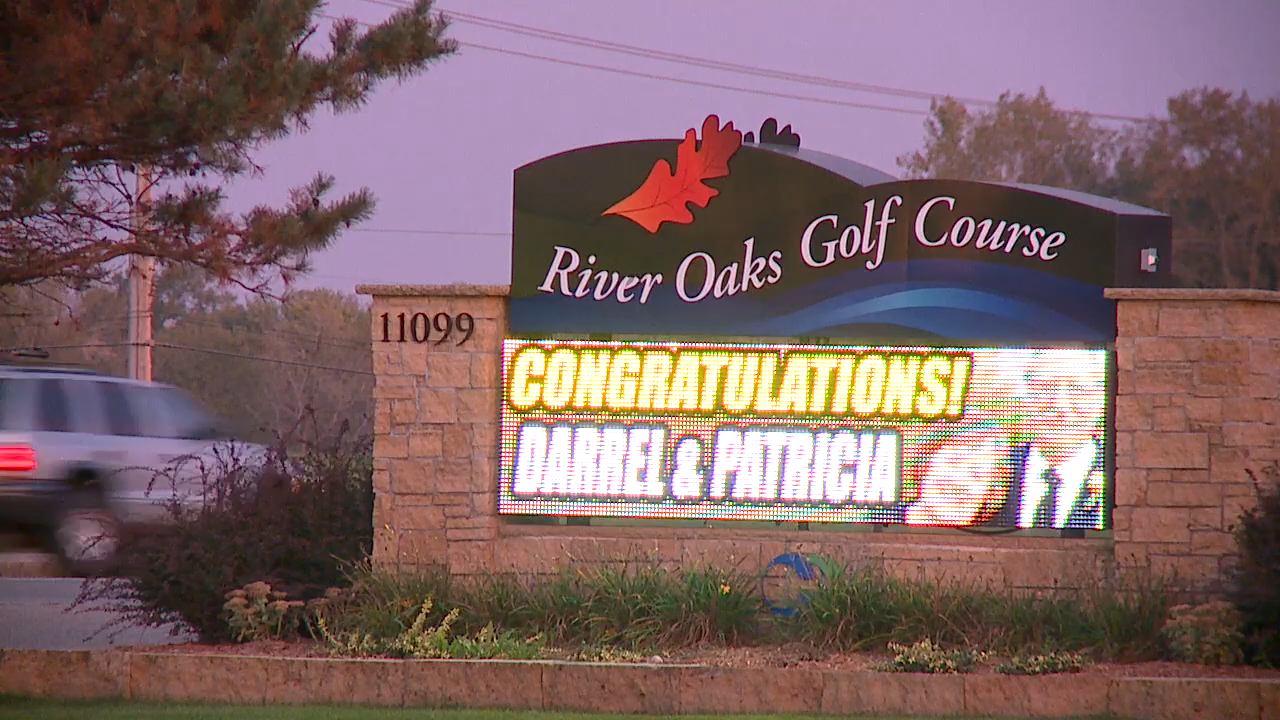 River Oaks Golf Course
11099
CONGRATULATIONS!
DARREL & PATRICIA